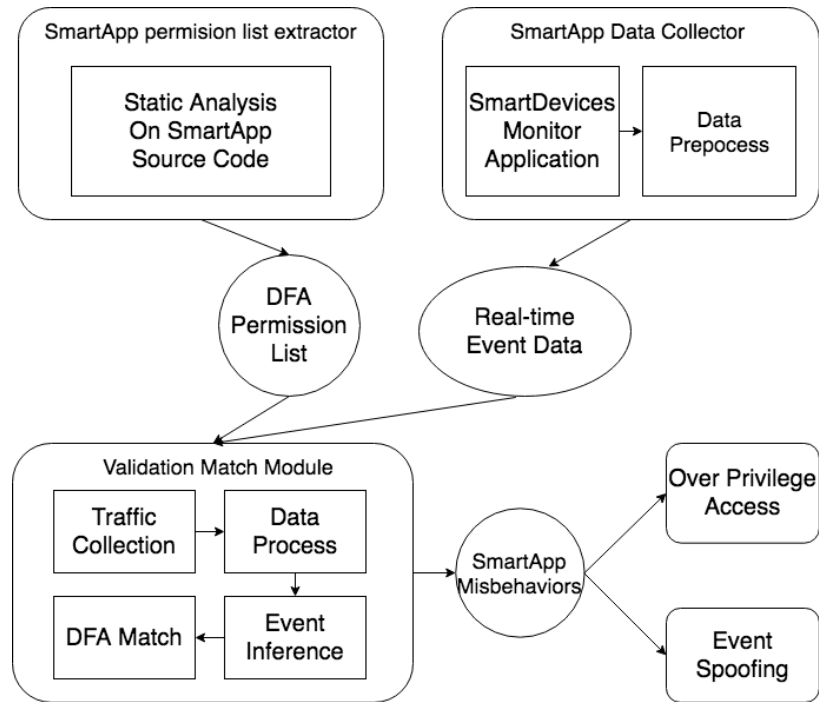 SmartApp permision list extractor
Static Analysis
On SmartApp
Source Code
SmartApp Data Collector
SmartDevices
Monitor
Application
Data
Prepocess
DFA
Permission
List
Real-time
Event Data
Validation Match Module
Traffic
Collection
Data
Process
DFA Match
Event
Inference
SmartApp
Misbehaviors
Over Privilege
Access
Event
Spoofing